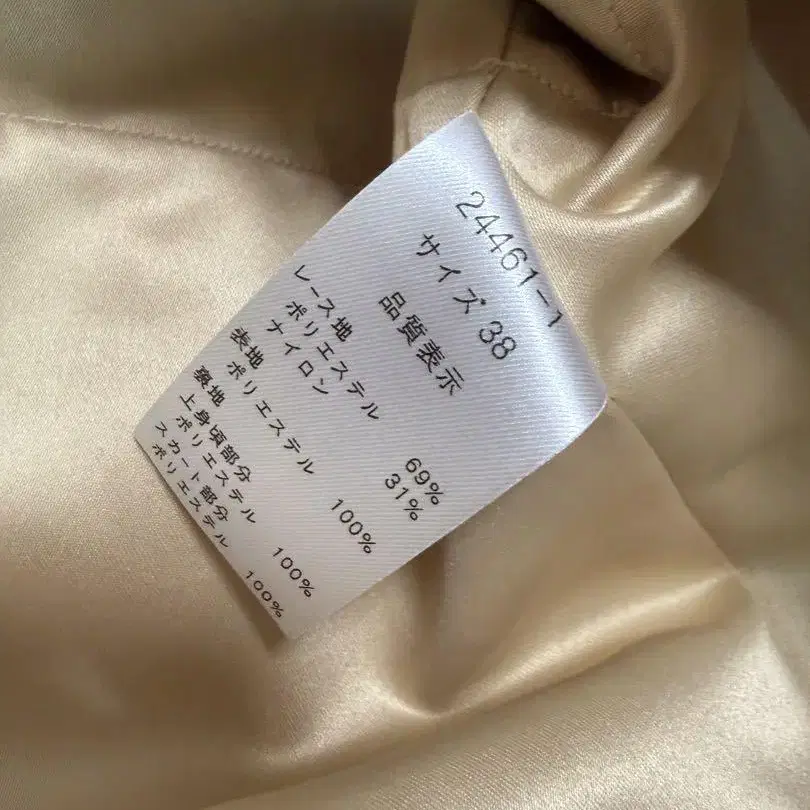 24461-1
サイズ 38
品質表示
レース地
ポリエステル 69%
ナイロン 31%
表地
ポリエステル 100%
裏地
上身頃部分
ポリエステル 100%
スカート部分
ポリエステル 100%